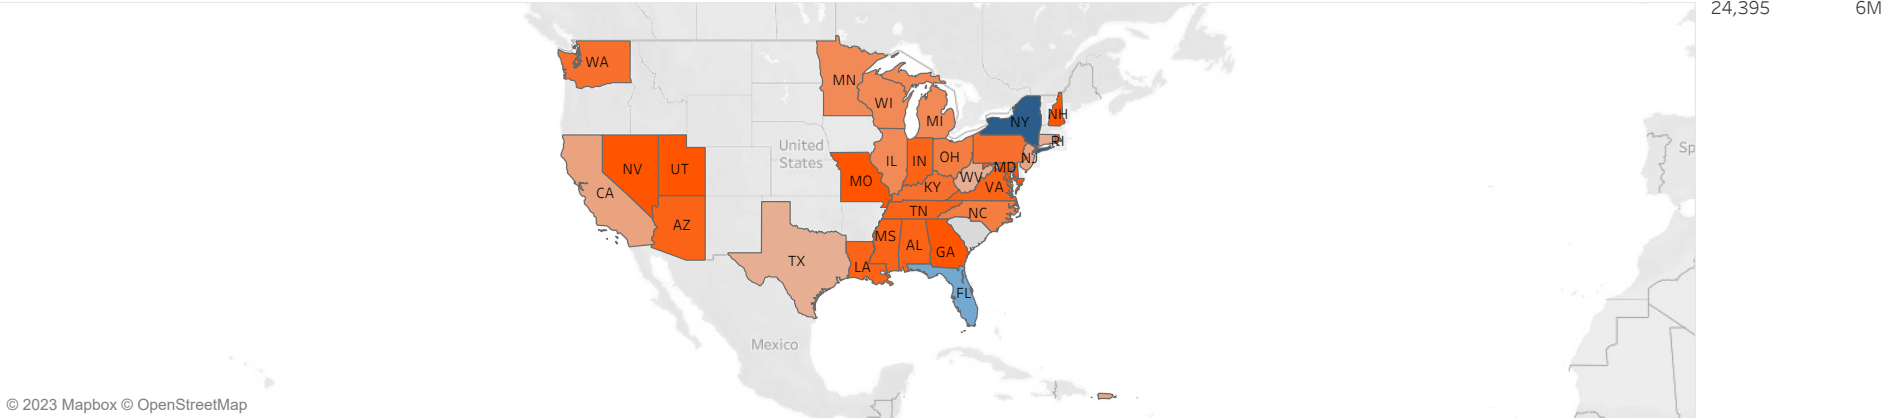 24,395 6M
WA
MN
WI
MI
NY
NH
RI
United
States
NV
UT
IL
IN
OH
NJ
MO
KY
WV
MD
VA
CA
AZ
TN
NC
TX
MS
AL
GA
LA
FL
Sp
Mexico
© 2023 Mapbox © OpenStreetMap